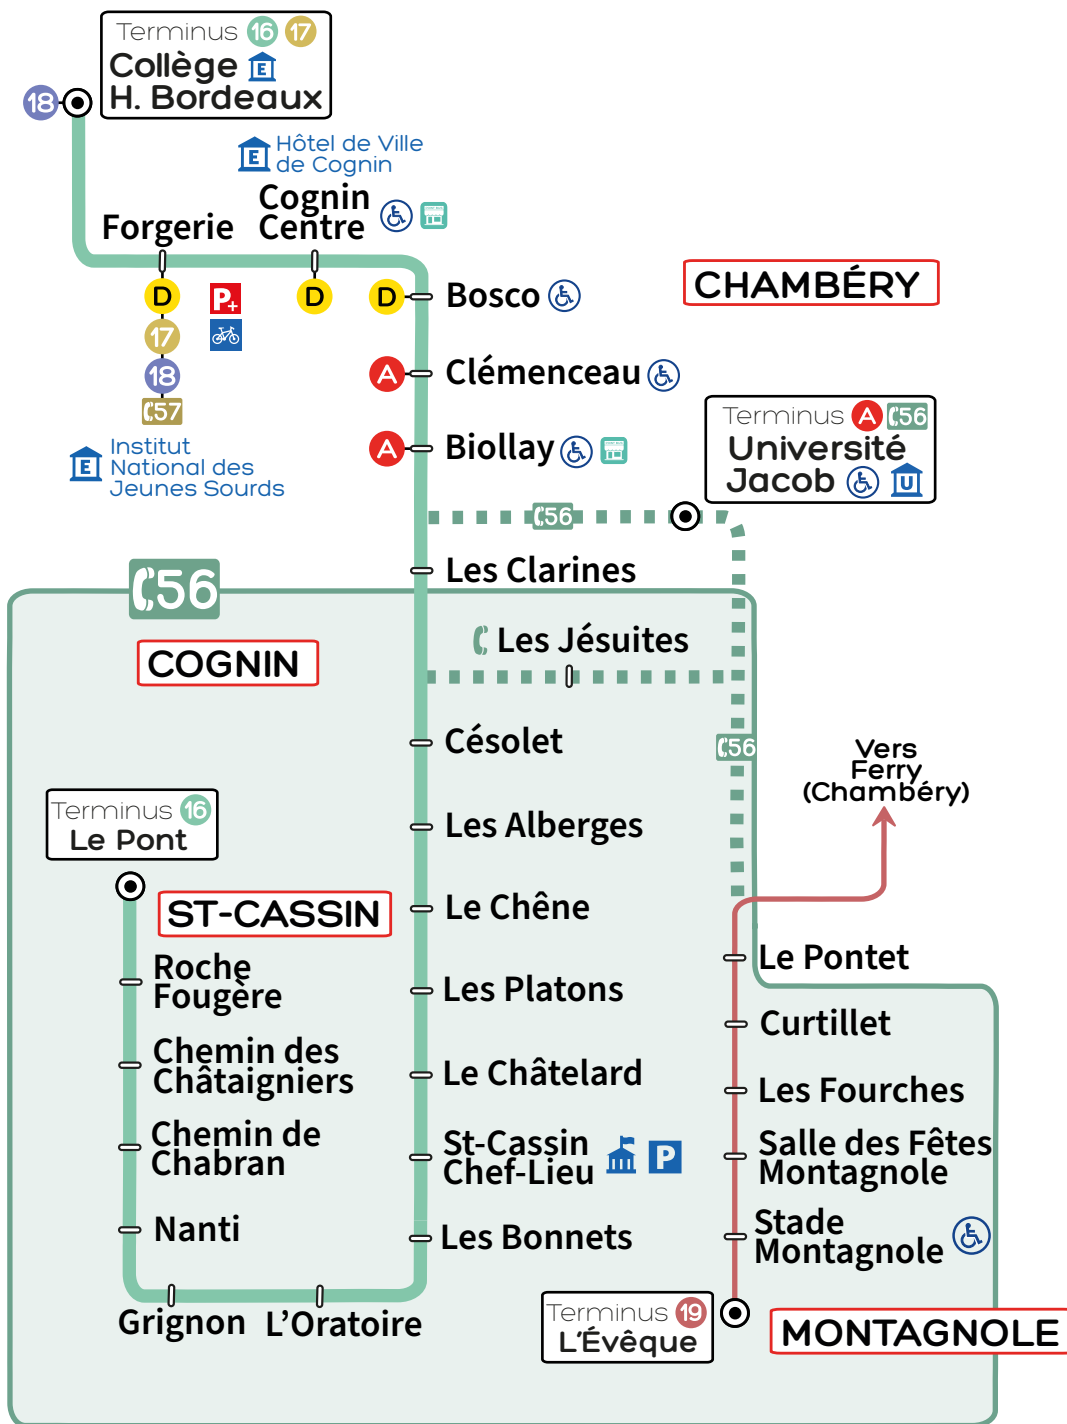 Terminus 16 17
Collège E
H. Bordeaux
18
E Hôtel de Ville
de Cognin
Cognin
Centre
Forgerie
D
P+
17
18
57
D
E Institut
National des
Jeunes Sourds
D Bosco
CHAMBÉRY
A Clémenceau
A Biollay
Terminus A 56
Université
Jacob U
56
Les Clarines
56
COGNIN
Les Jésuites
Césolet
56
Vers
Ferry
(Chambéry)
Les Alberges
Terminus 16
Le Pont
ST-CASSIN
Le Chêne
Roche
Fougère
Les Platons
Le Pontet
Curtillet
Chemin des
Châtaigniers
Le Châtelard
Les Fourches
Chemin de
Chabran
St-Cassin
Chef-Lieu P
Salle des Fêtes
Montagnole
Nanti
Les Bonnets
Stade
Montagnole
Grignon
L'Oratoire
Terminus 19
L'Évêque
MONTAGNOLE